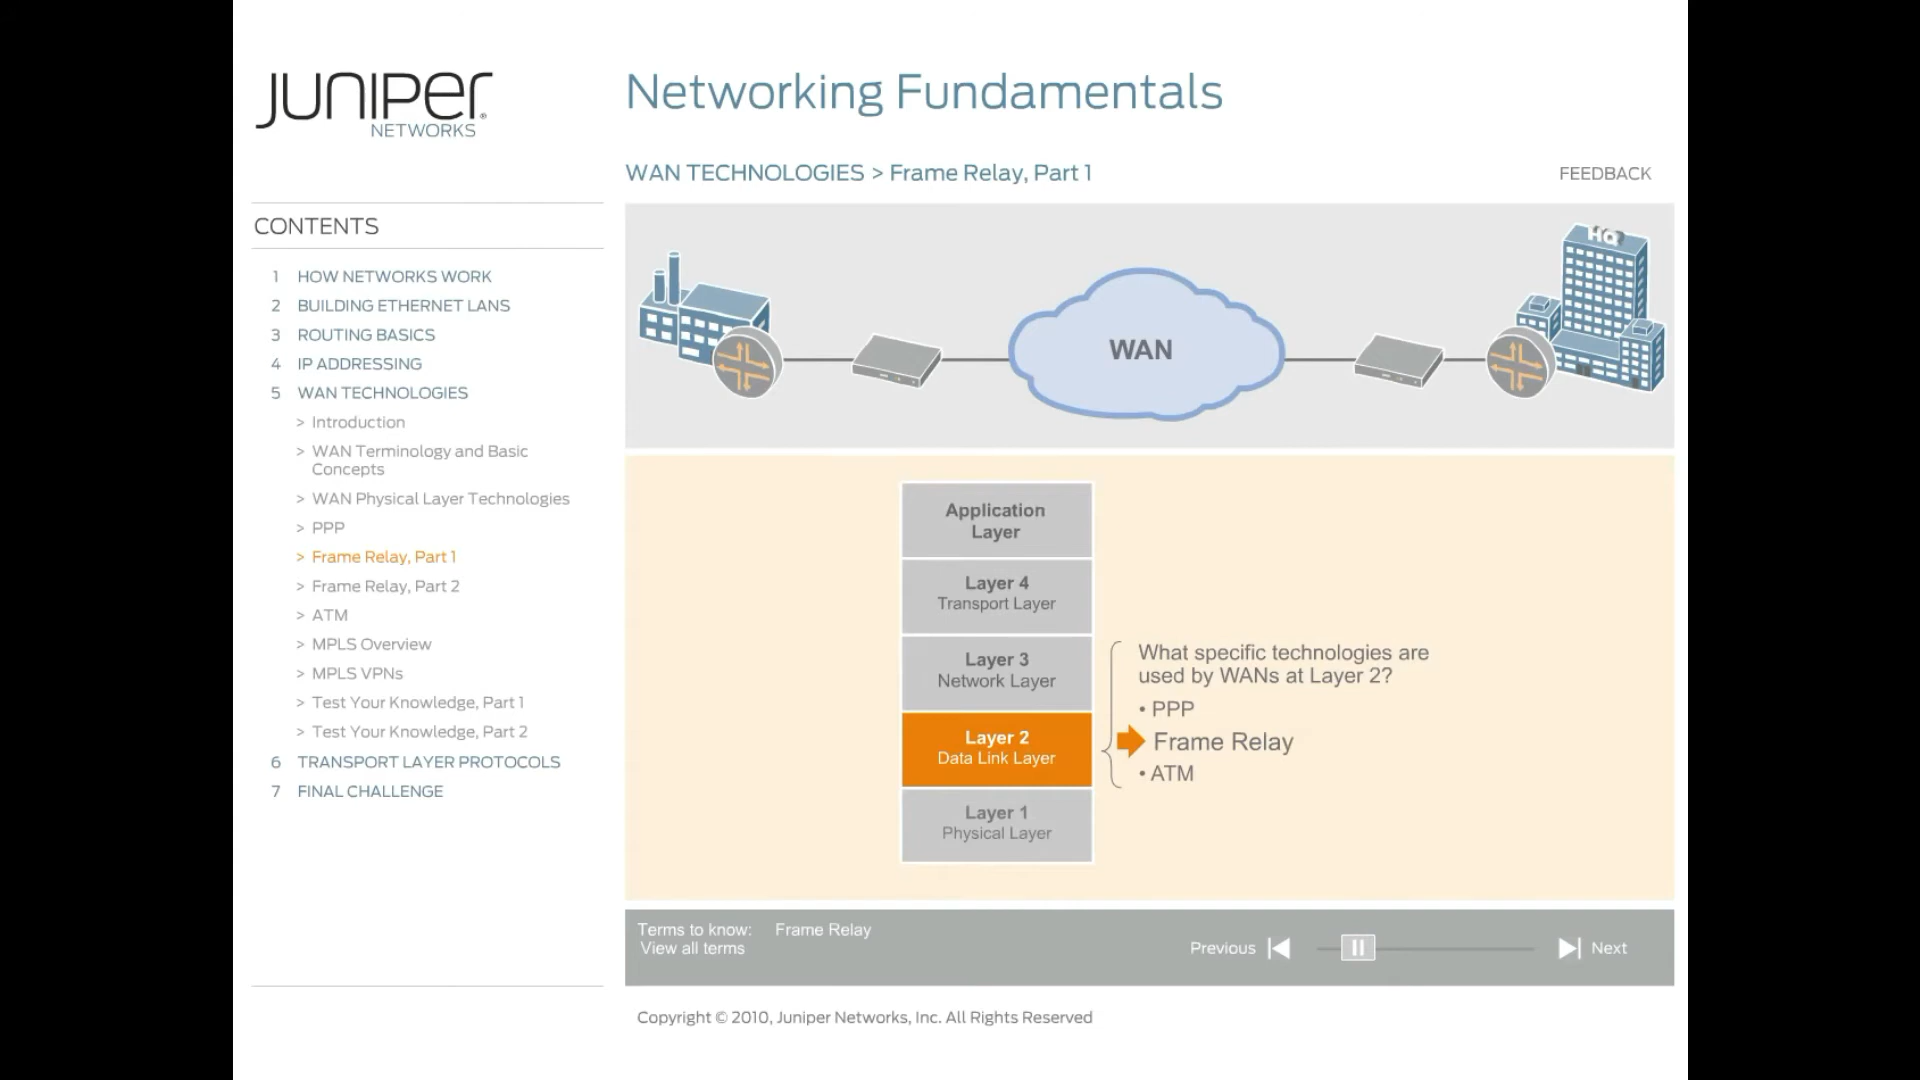 JUNIPER
NETWORKS
Networking Fundamentals
WAN TECHNOLOGIES > Frame Relay, Part 1
FEEDBACK
CONTENTS
1 HOW NETWORKS WORK
2 BUILDING ETHERNET LANS
3 ROUTING BASICS
4 IP ADDRESSING
5 WAN TECHNOLOGIES
> Introduction
> WAN Terminology and Basic
Concepts
> WAN Physical Layer Technologies
> PPP
> Frame Relay, Part 1
> Frame Relay, Part 2
> ATM
> MPLS Overview
> MPLS VPNs
> Test Your Knowledge, Part 1
> Test Your Knowledge, Part 2
6 TRANSPORT LAYER PROTOCOLS
7 FINAL CHALLENGE
HQ
WAN
Application
Layer
Layer 4
Transport Layer
Layer 3
Network Layer
Layer 2
Data Link Layer
Layer 1
Physical Layer
What specific technologies are
used by WANs at Layer 2?
• PPP
Frame Relay
• ATM
Terms to know: Frame Relay
View all terms
Previous
Next
Copyright © 2010, Juniper Networks, Inc. All Rights Reserved